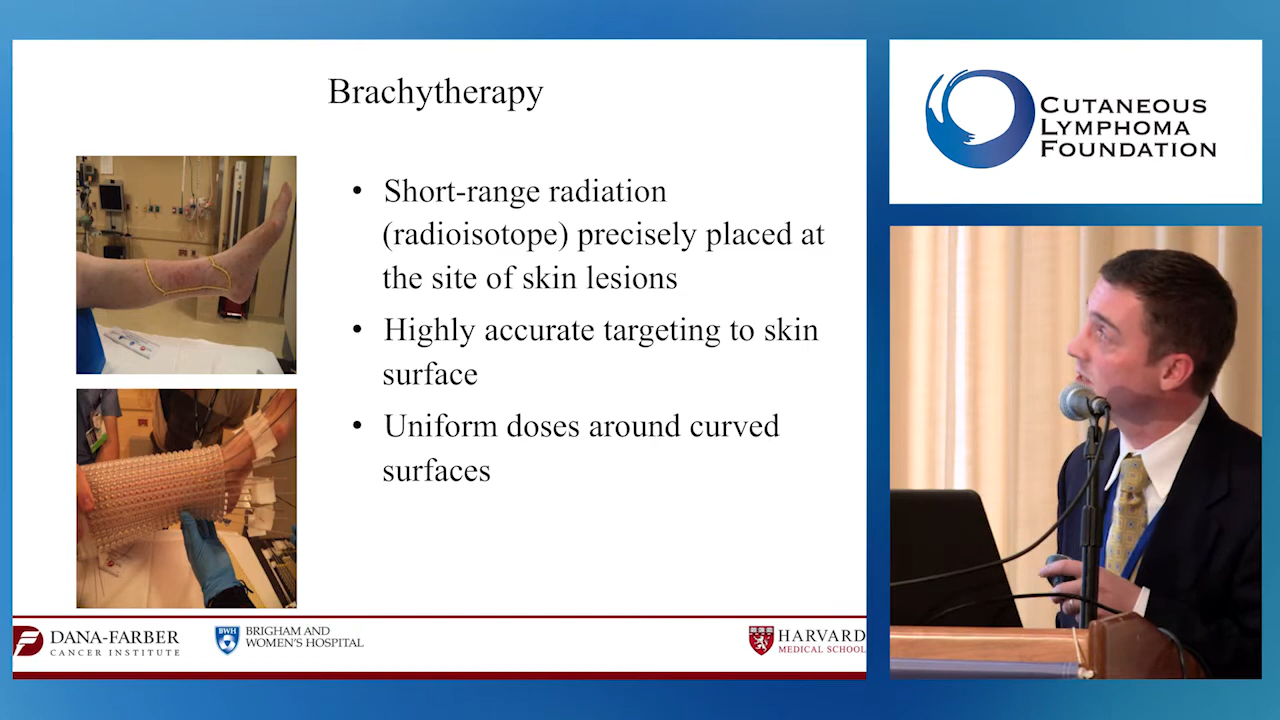 Brachytherapy
• Short-range radiation
(radioisotope) precisely placed at
the site of skin lesions
• Highly accurate targeting to skin
surface
• Uniform doses around curved
surfaces
DANA-FARBER
CANCER INSTITUTE
BWH
BRIGHAM AND
WOMEN'S HOSPITAL
HARVARD
MEDICAL SCHOOL
CUTANEOUS
LYMPHOMA
FOUNDATION